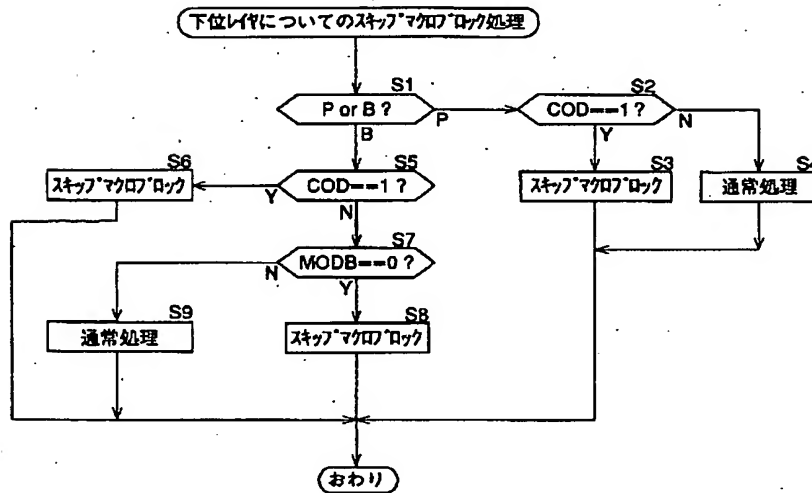 下位レイヤについてのスキップマクロブロック処理
S1
P or B ?
P
B
S2
COD==1 ?
N
Y
S3
スキップマクロブロック
S4
通常処理
S5
COD==1 ?
Y
N
S6
スキップマクロブロック
S7
MODB==0 ?
N
Y
S8
スキップマクロブロック
S9
通常処理
おわり